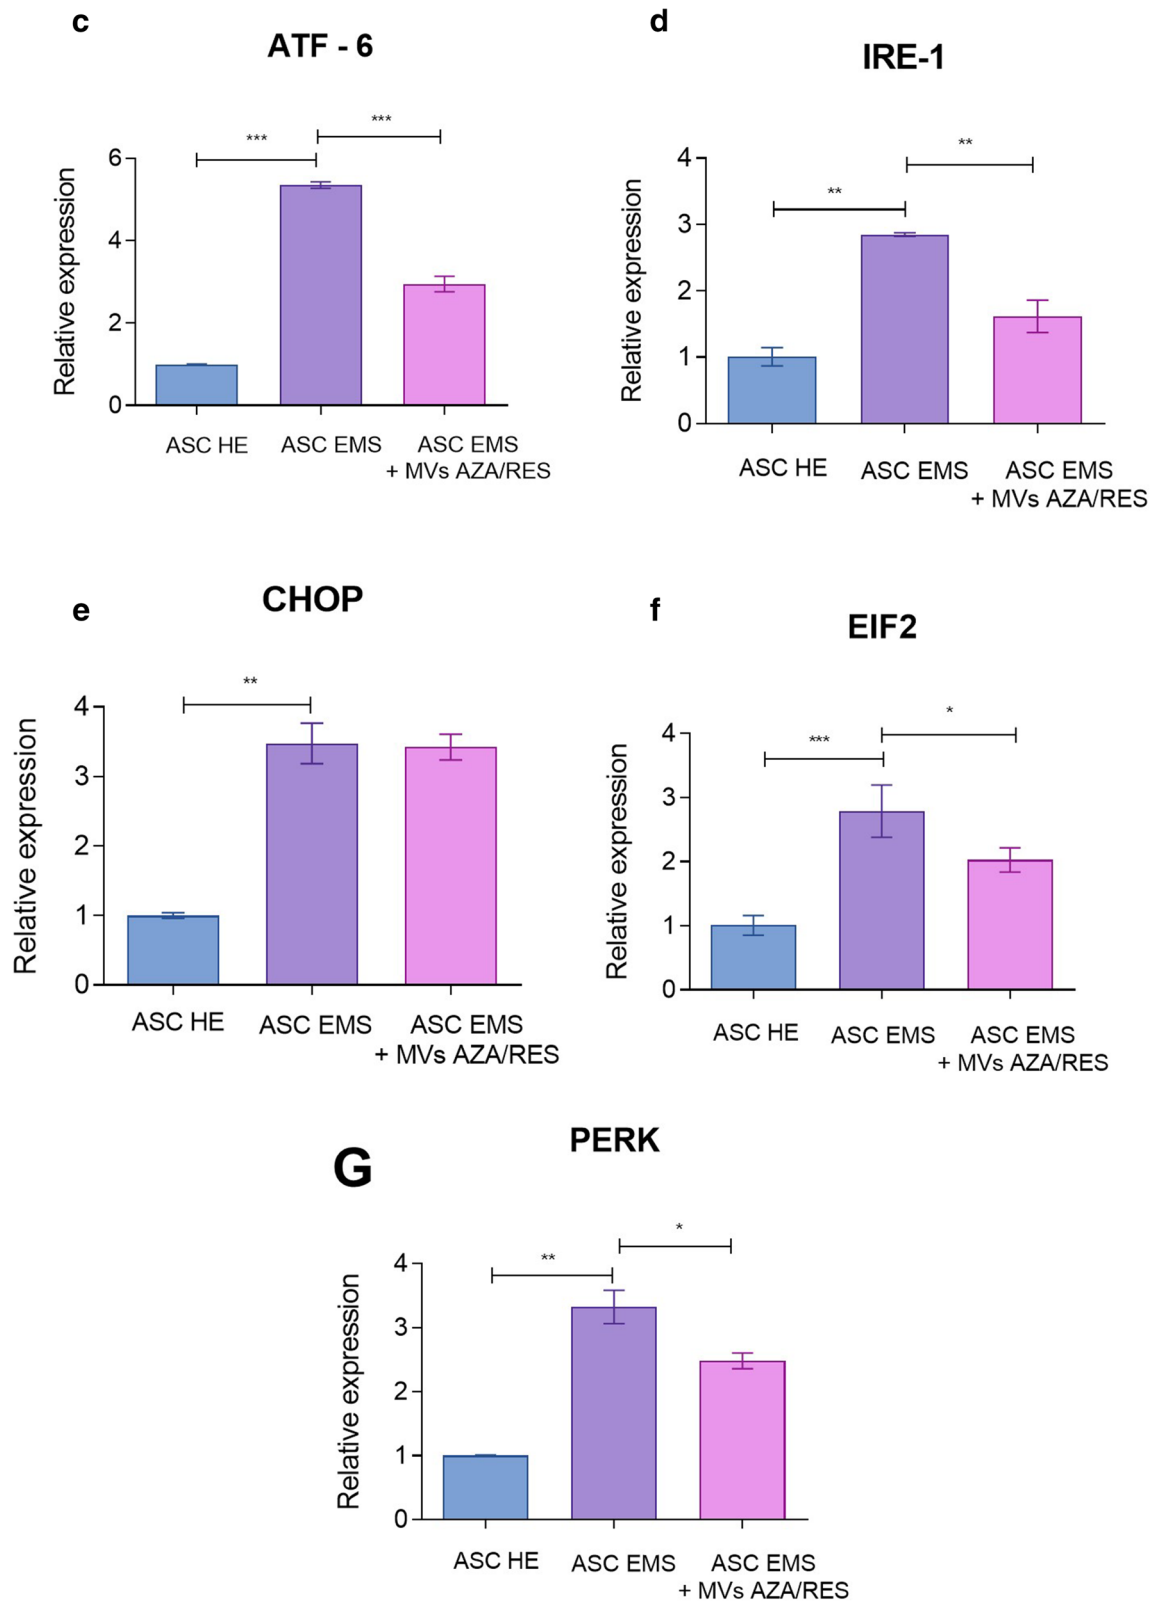 c
ATF - 6
***
***
Relative expression
6
4
2
0
ASC HE
ASC EMS
ASC EMS
+ MVs AZA/RES
d
IRE-1
**
**
Relative expression
4
3
2
1
0
ASC HE
ASC EMS
ASC EMS
+ MVs AZA/RES
e
CHOP
**
Relative expression
4
3
2
1
0
ASC HE
ASC EMS
ASC EMS
+ MVs AZA/RES
f
EIF2
*
***
Relative expression
4
3
2
1
0
ASC HE
ASC EMS
ASC EMS
+ MVs AZA/RES
G
PERK
*
**
Relative expression
4
3
2
1
0
ASC HE
ASC EMS
ASC EMS
+ MVs AZA/RES